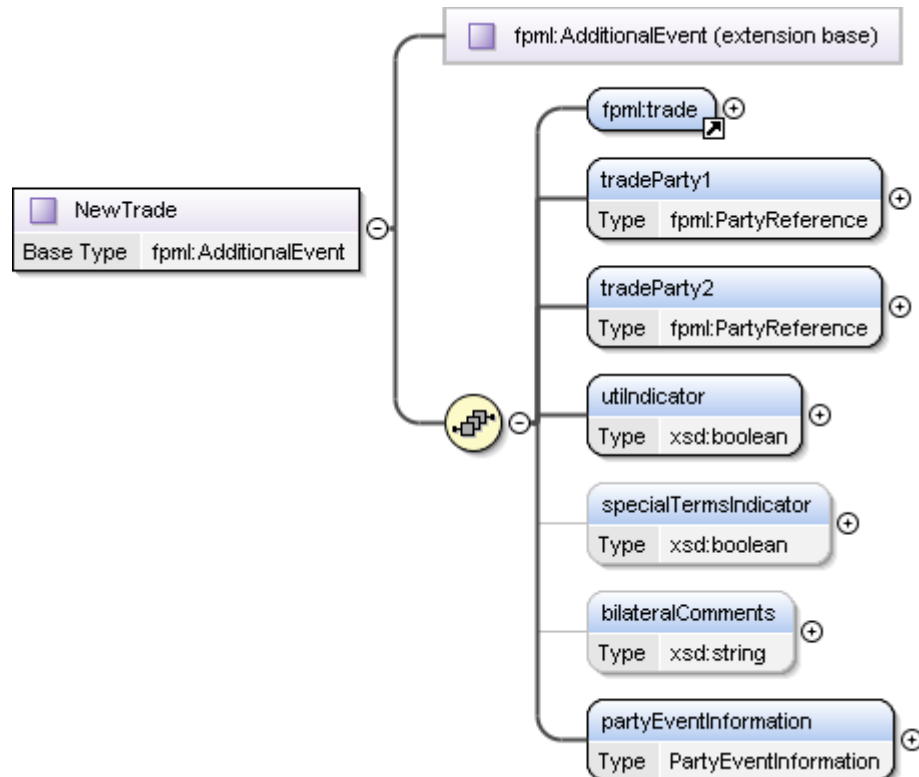 fpml:AdditionalEvent (extension base)
fpml:trade
tradeParty1
Type fpml:PartyReference
NewTrade
Base Type fpml:AdditionalEvent
tradeParty2
Type fpml:PartyReference
utiIndicator
Type xsd:boolean
specialTermsIndicator
Type xsd:boolean
bilateralComments
Type xsd:string
partyEventInformation
Type PartyEventInformation